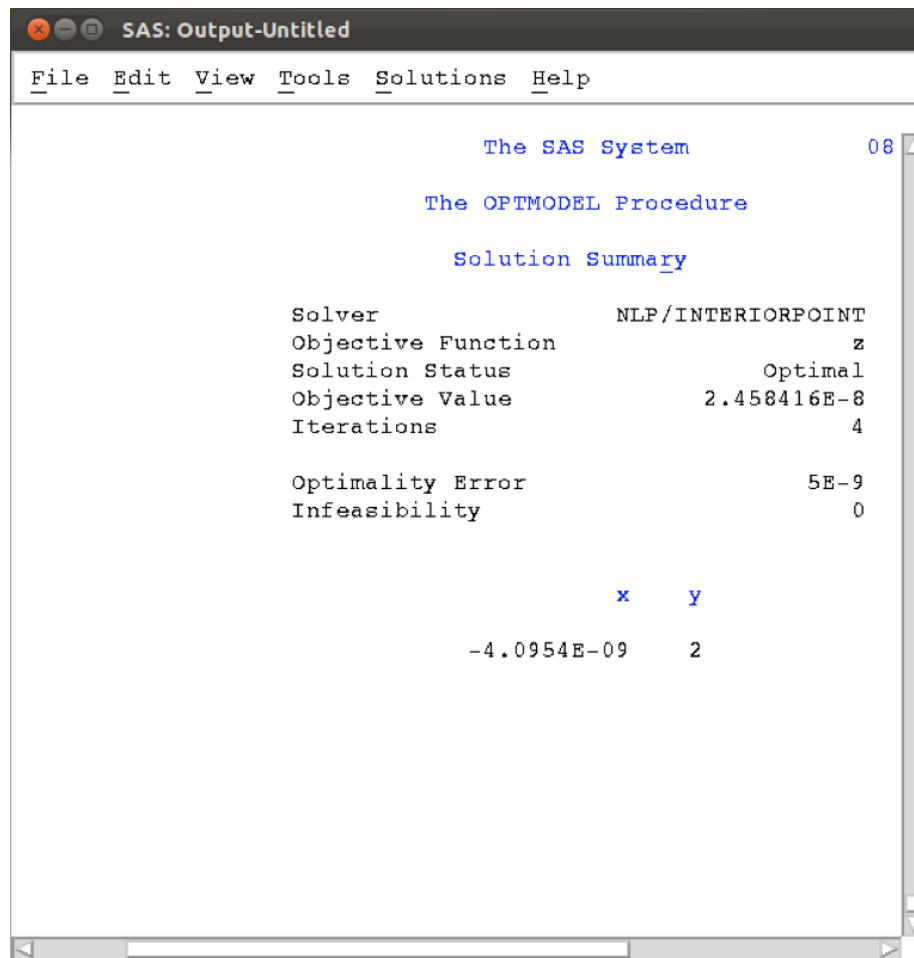 SAS: Output-Untitled
File Edit View Tools Solutions Help
The SAS System 08
The OPTMODEL Procedure
Solution Summary
Solver NLP/INTERIORPOINT
Objective Function z
Solution Status Optimal
Objective Value 2.458416E-8
Iterations 4
Optimality Error 5E-9
Infeasibility 0
x y
-4.0954E-09 2